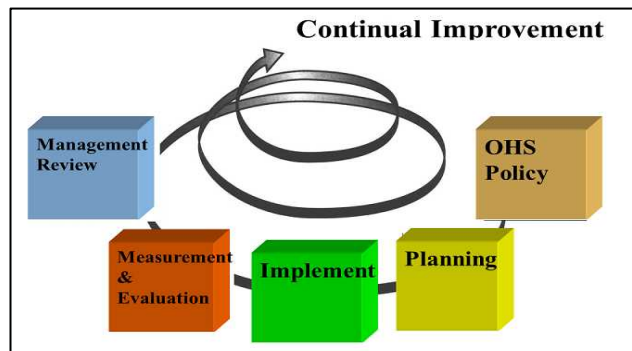 Continual Improvement
Management
Review
OHS
Policy
Measurement
&
Evaluation
Implement
Planning